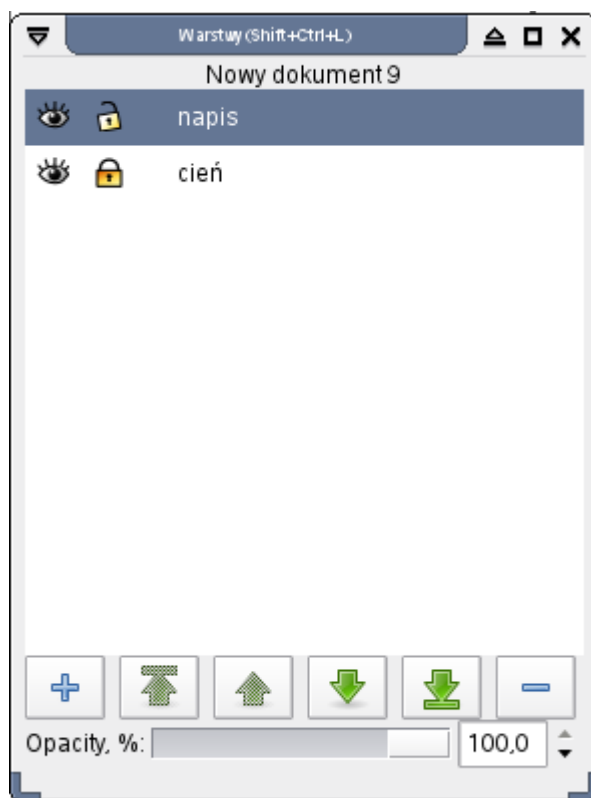 Warstwy (Shift+Ctrl+L)
Nowy dokument 9
napis
cień
Opacity, %: 100,0